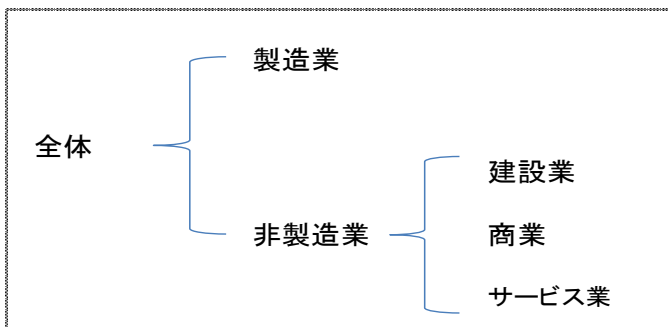 製造業
全体
建設業
非製造業
商業
サービス業